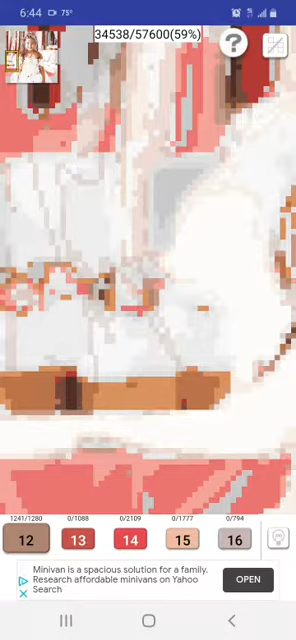 6:44 75°
34538/57600(59%)
?
1241/1280 0/1088 0/2109 0/1777 0/794
12 13 14 15 16
Minivan is a spacious solution for a family.
Research affordable minivans on Yahoo
Search
OPEN